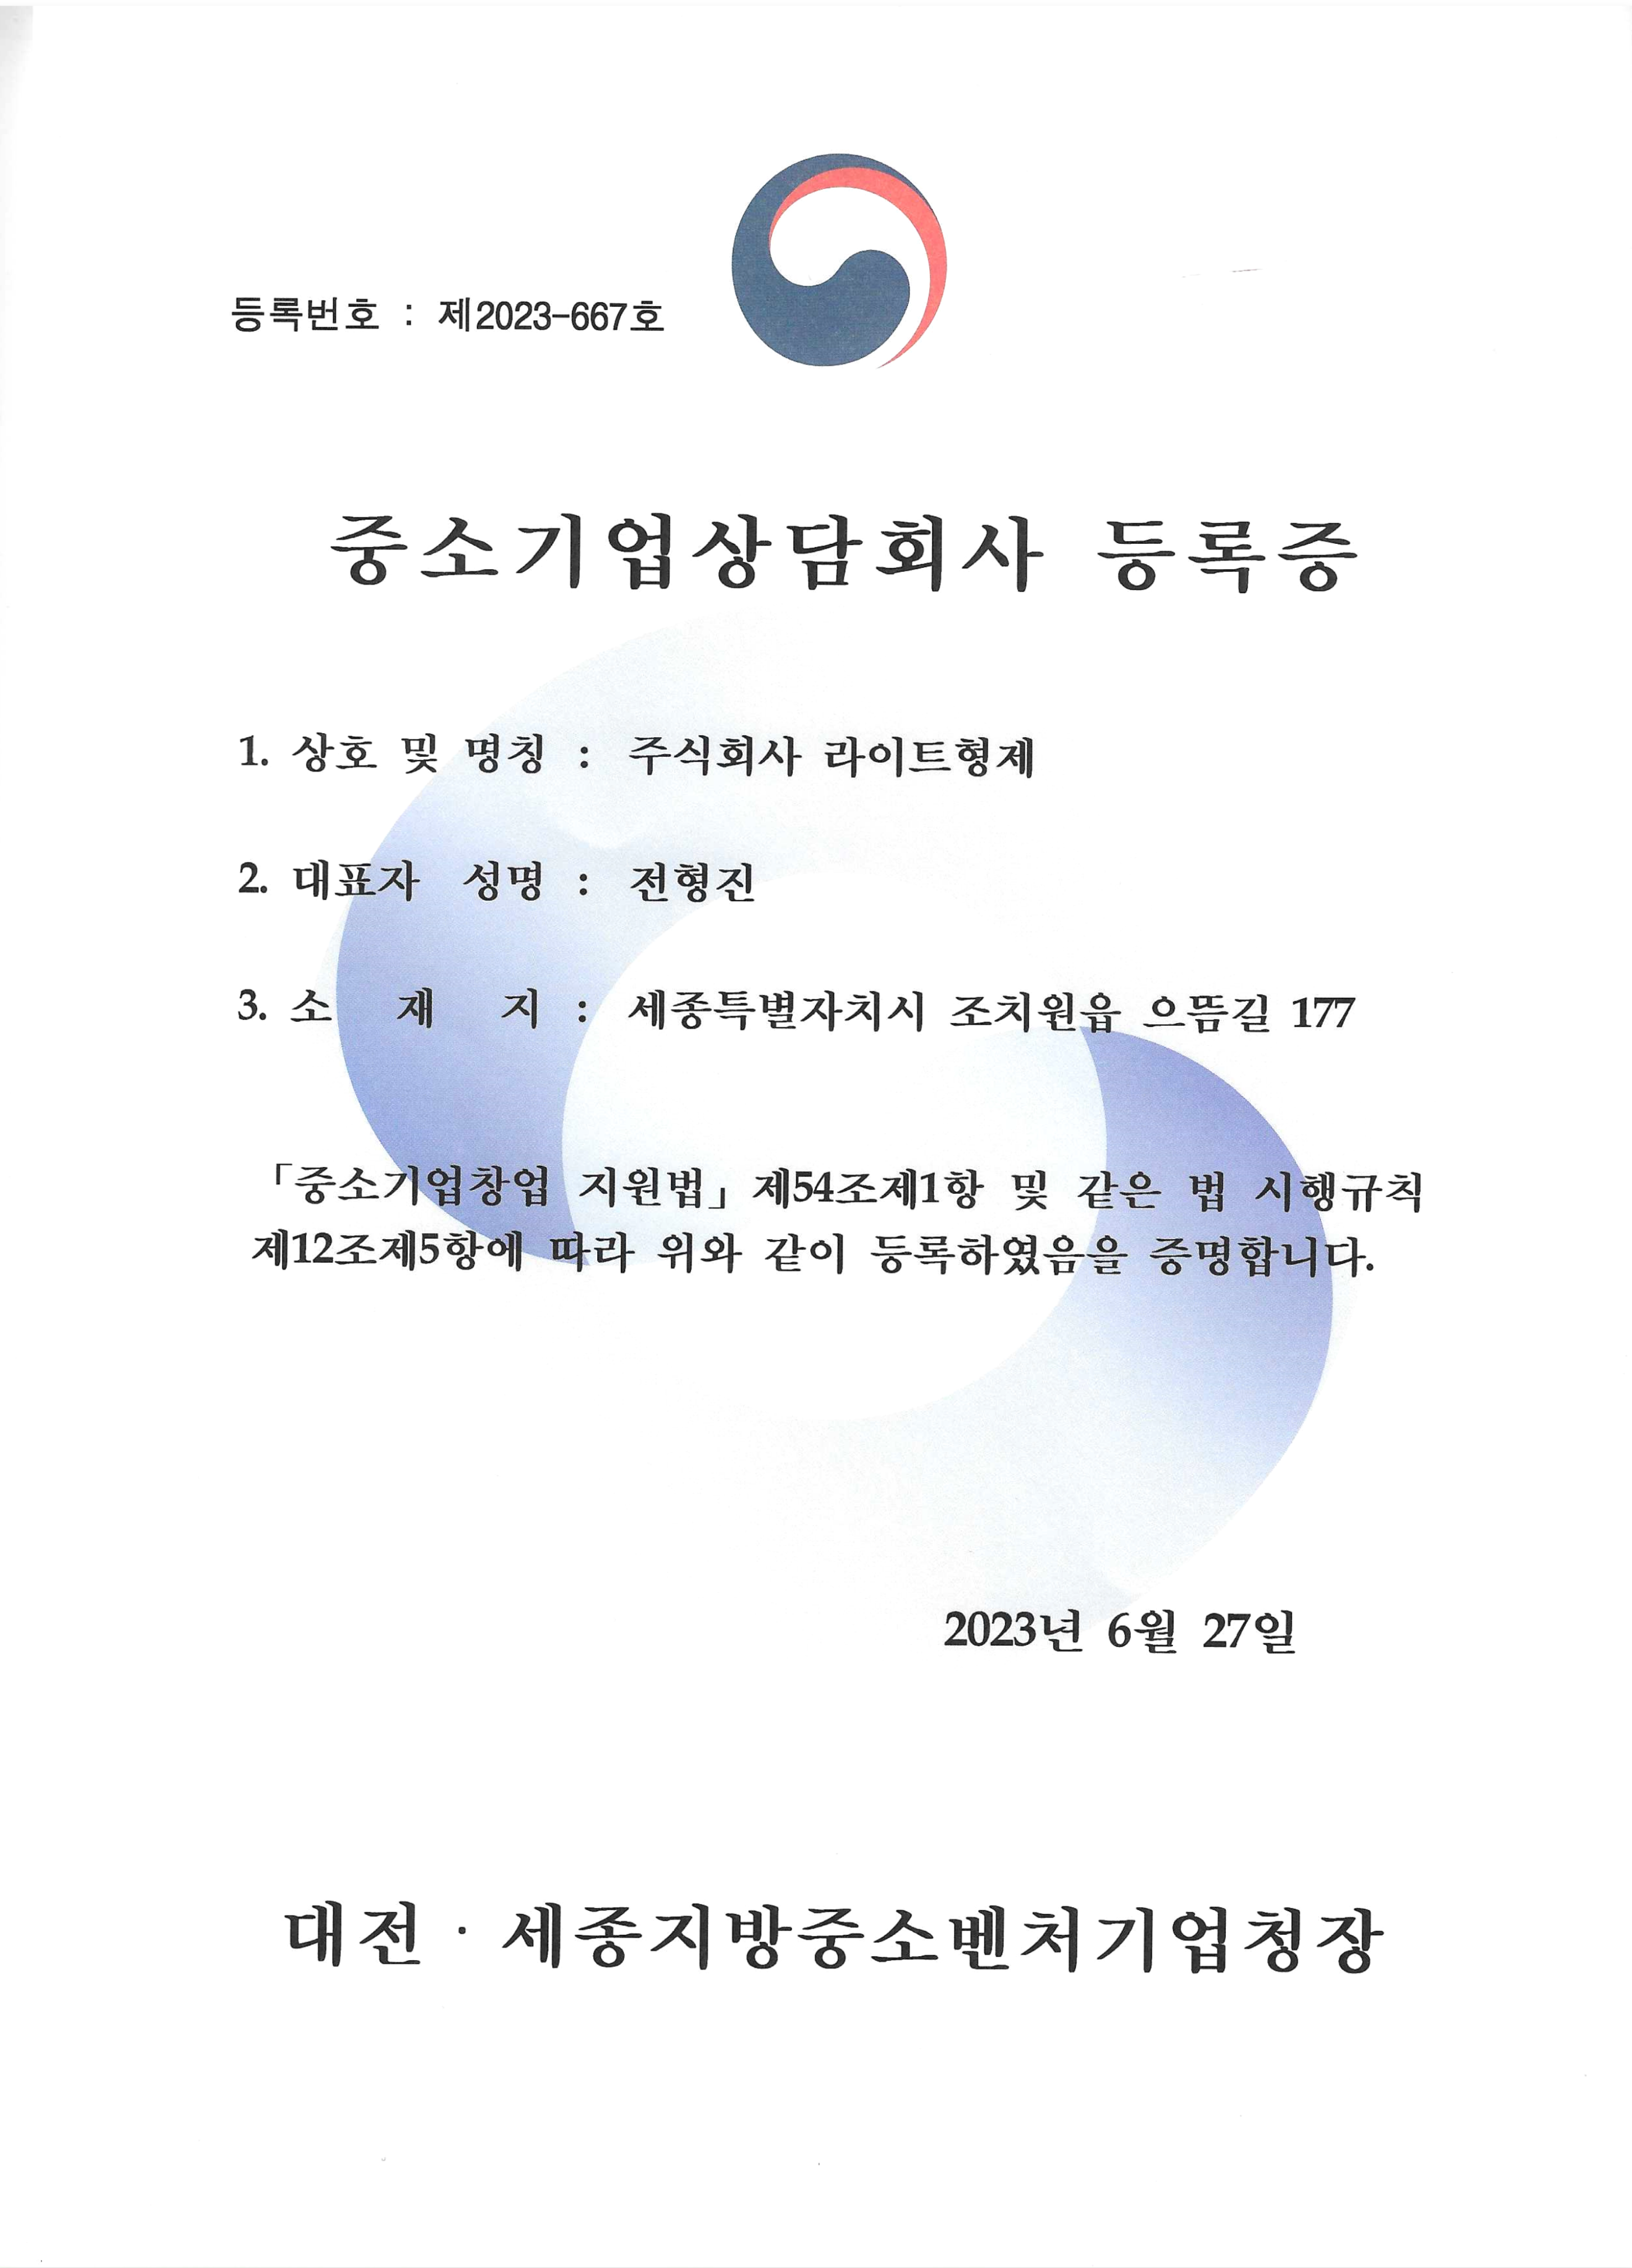 등록번호 : 제2023-667호
중소기업상담회사 등록증
1. 상호 및 명칭 : 주식회사 라이트형제
2. 대표자 성명 : 전형진
3. 소 재 지 : 세종특별자치시 조치원읍 으뜸길 177
「중소기업창업 지원법」 제54조제1항 및 같은 법 시행규칙
제12조제5항에 따라 위와 같이 등록하였음을 증명합니다.
2023년 6월 27일
대전 · 세종지방중소벤처기업청장